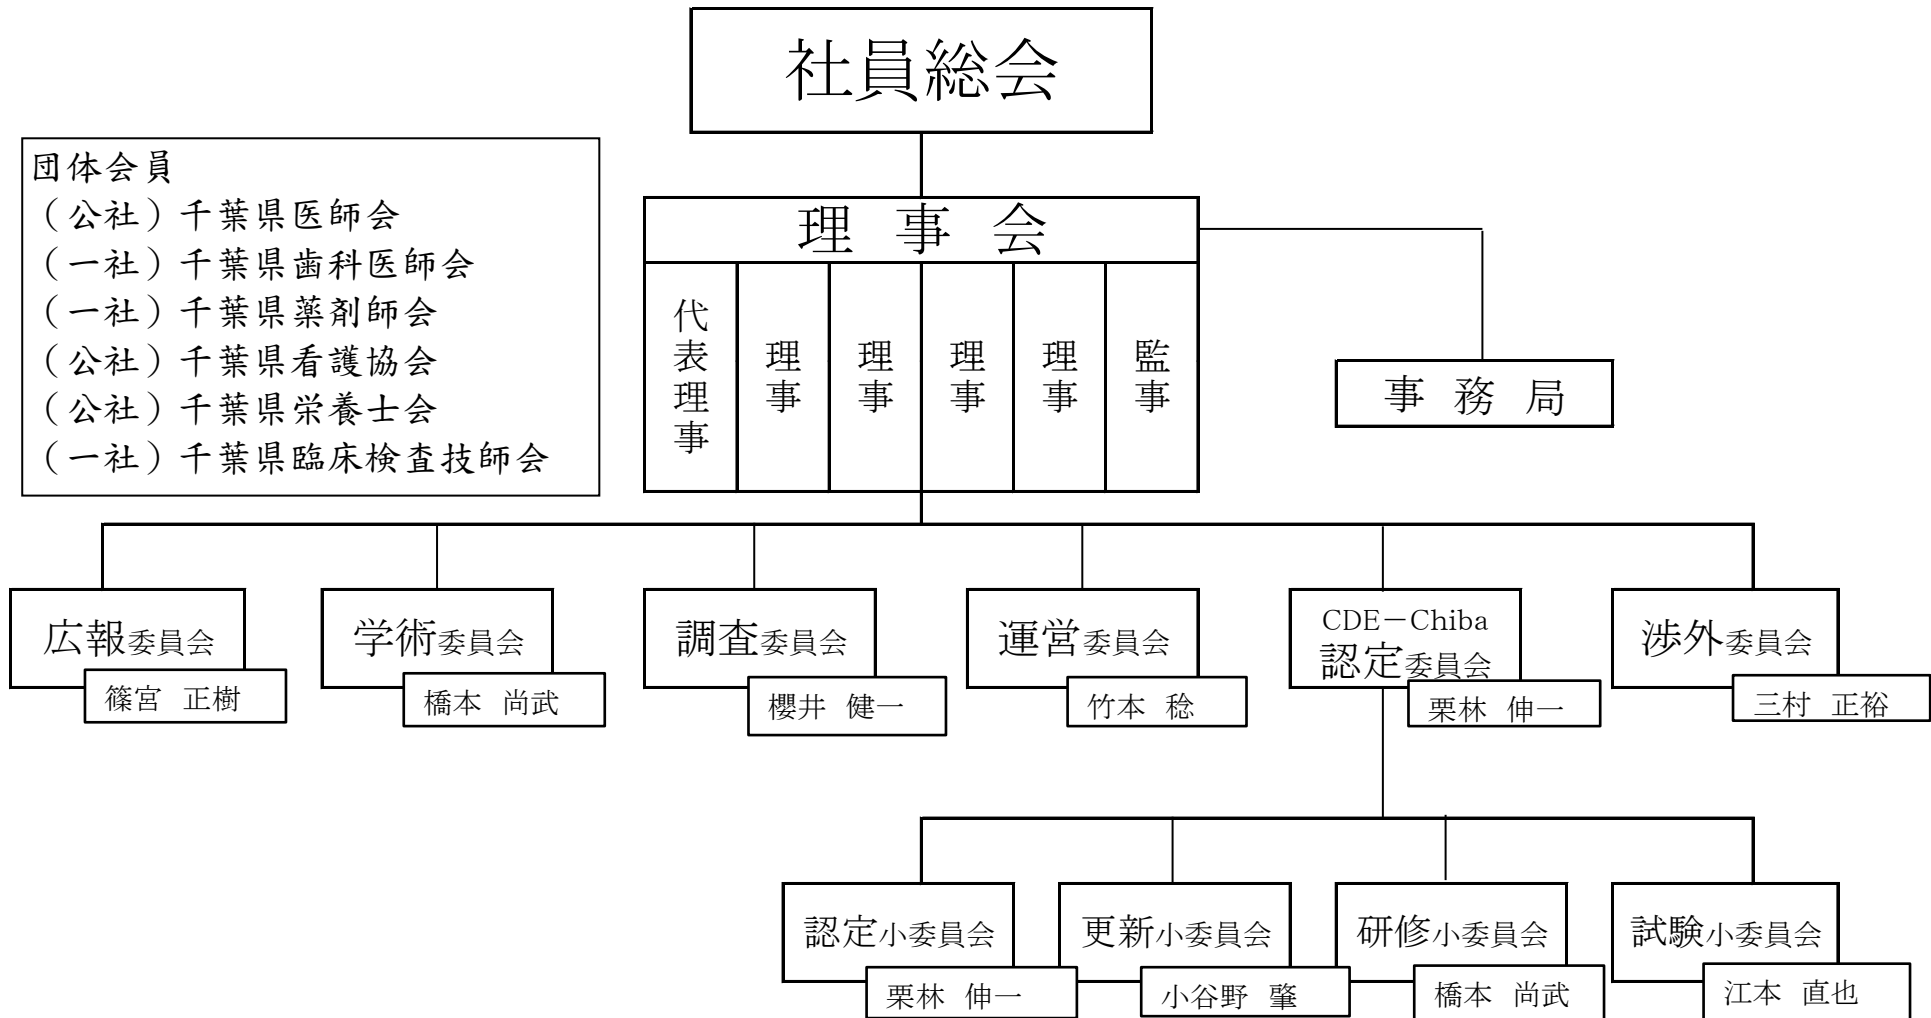 社員総会
団体会員
（公社）千葉県医師会
（一社）千葉県歯科医師会
（一社）千葉県薬剤師会
（公社）千葉県看護協会
（公社）千葉県栄養士会
（一社）千葉県臨床検査技師会
理 事 会
代表理事
理事
理事
理事
理事
監事
事 務 局
広報委員会
篠宮 正樹
学術委員会
橋本 尚武
調査委員会
櫻井 健一
運営委員会
竹本 稔
CDE－Chiba
認定委員会
栗林 伸一
渉外委員会
三村 正裕
認定小委員会
栗林 伸一
更新小委員会
小谷野 肇
研修小委員会
橋本 尚武
試験小委員会
江本 直也